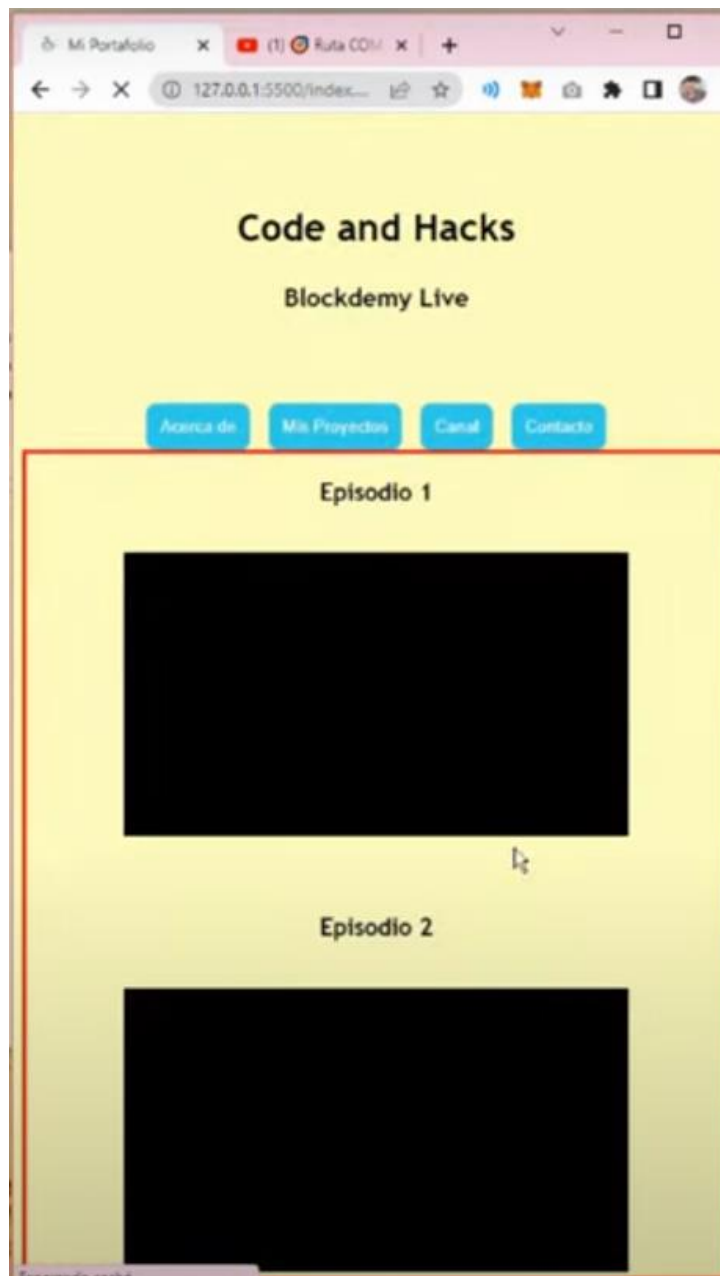 Mi Portafolio
(1) Ruta COM
127.0.0.1:5500/index...
Code and Hacks
Blockdemy Live
Acerca de Mis Proyectos Canal Contacto
Episodio 1
Episodio 2